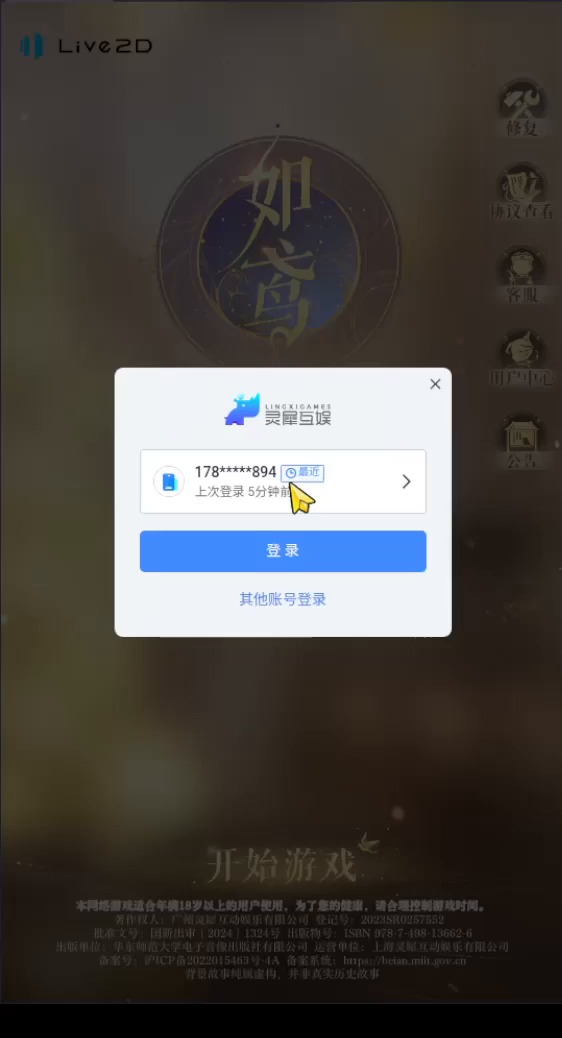 Live2D
修复
如鸢
协议查看
客服
用户中心
公告
LINGXIGAMES
灵犀互娱
178*****894 最近
上次登录 5分钟前
登 录
其他账号登录
开始游戏
本网络游戏适合年满18岁以上的用户使用，为了您的健康，请合理控制游戏时间。
著作权人：广州灵犀互动娱乐有限公司 登记号：2023SR0257552
批准文号：国新出审｜2024｜1324号 出版物号：ISBN 978-7-498-13662-6
出版单位：华东师范大学电子音像出版社有限公司 运营单位：上海灵犀互动娱乐有限公司
备案号：沪ICP备2022015463号-4A 备案系统：https://beian.miit.gov.cn
背景故事纯属虚构，并非真实历史故事